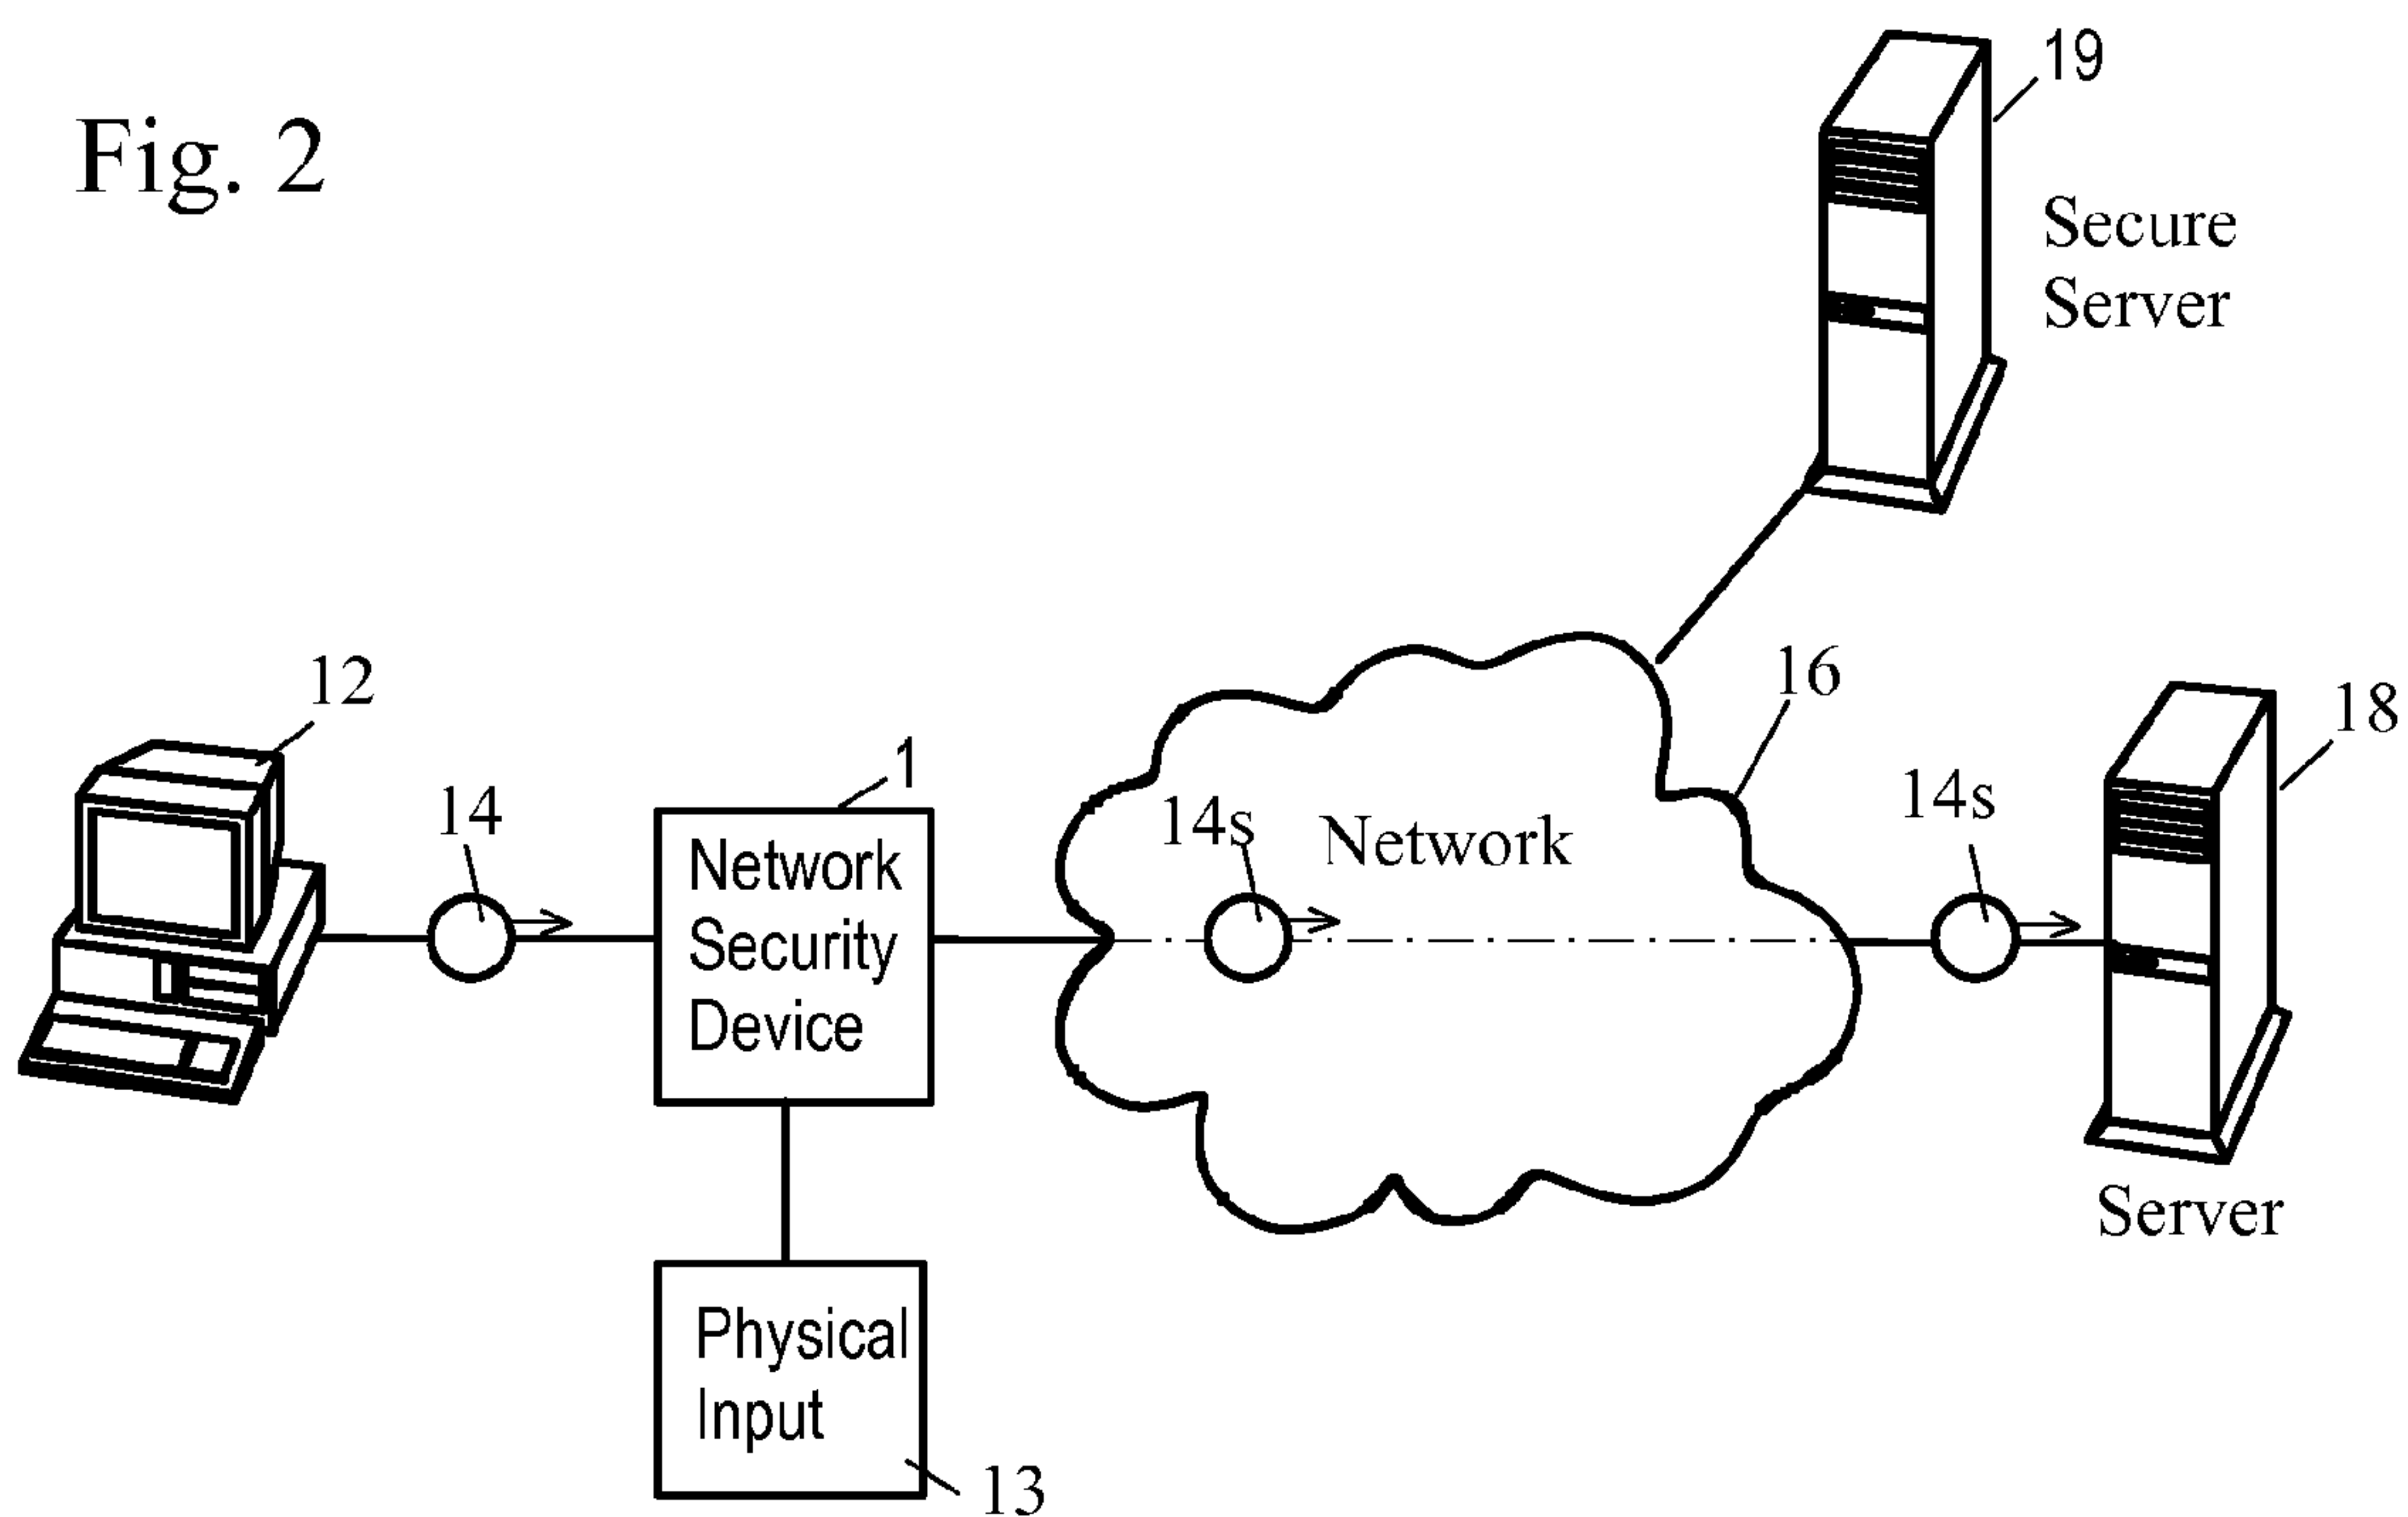 Fig. 2
19
Secure
Server
12
14
1
Network
Security
Device
14s
Network
16
14s
18
Server
Physical
Input
13